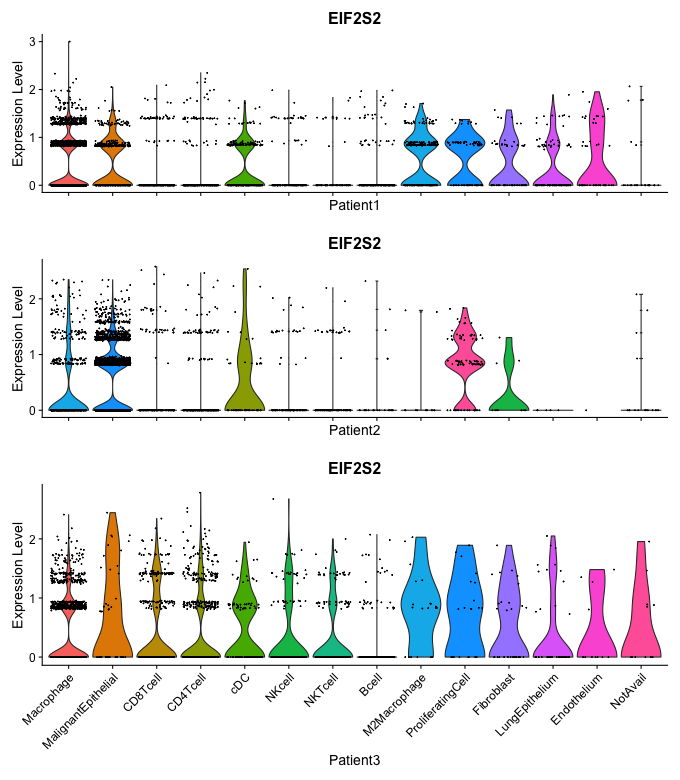 EIF2S2
Expression Level
3
2
1
0
Patient1
EIF2S2
Expression Level
2
1
0
Patient2
EIF2S2
Expression Level
2
1
0
Macrophage
MalignantEpithelial
CD8Tcell
CD4Tcell
cDC
NKcell
NKTcell
Bcell
M2Macrophage
ProliferatingCell
Fibroblast
LungEpithelium
Endothelium
NotAvail
Patient3